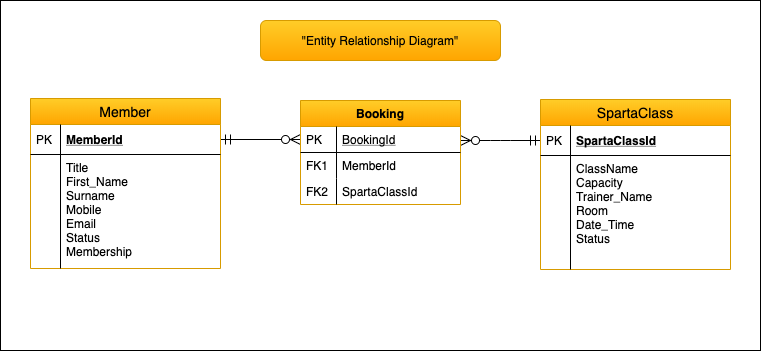 "Entity Relationship Diagram"
Member
PK MemberId
Title
First_Name
Surname
Mobile
Email
Status
Membership
Booking
PK BookingId
FK1 MemberId
FK2 SpartaClassId
SpartaClass
PK SpartaClassId
ClassName
Capacity
Trainer_Name
Room
Date_Time
Status